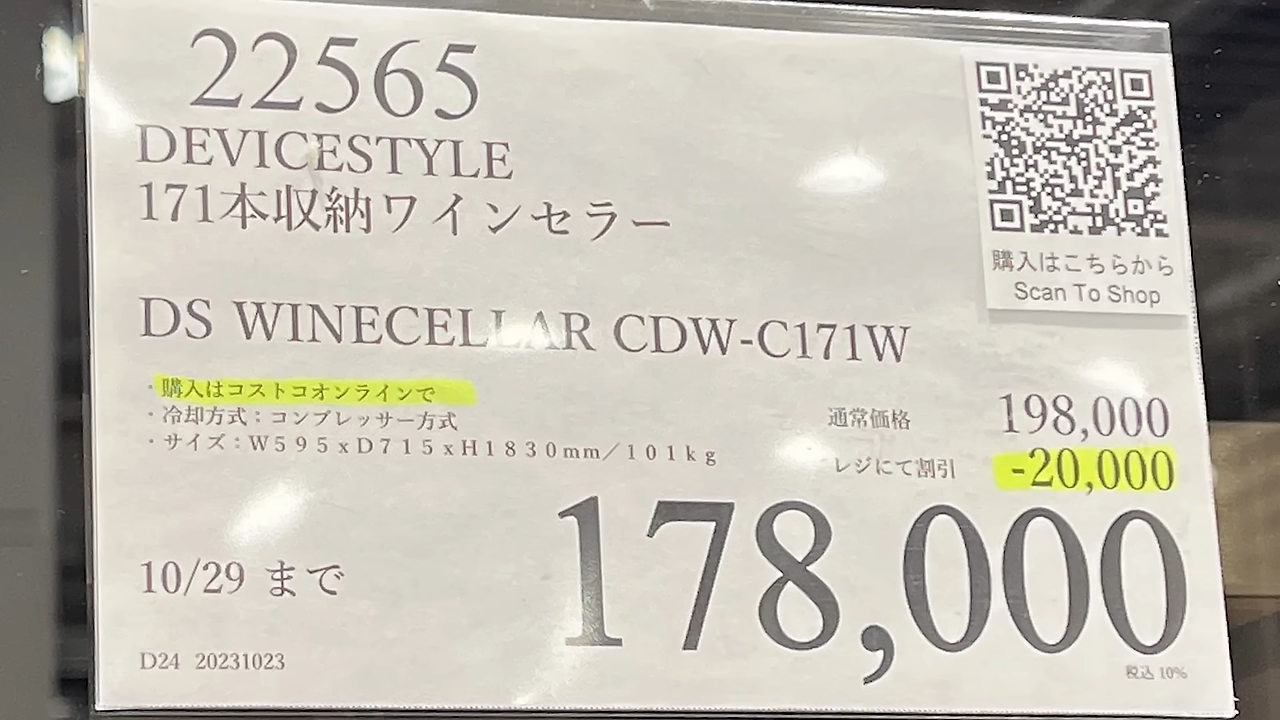 22565
DEVICESTYLE
171本収納ワインセラー
購入はこちらから
Scan To Shop
DS WINECELLAR CDW-C171W
・購入はコストコオンラインで
・冷却方式：コンプレッサー方式
・サイズ：W595xD715xH1830mm／101kg
通常価格 198,000
レジにて割引 -20,000
178,000
10/29 まで
税込 10%
D24 20231023